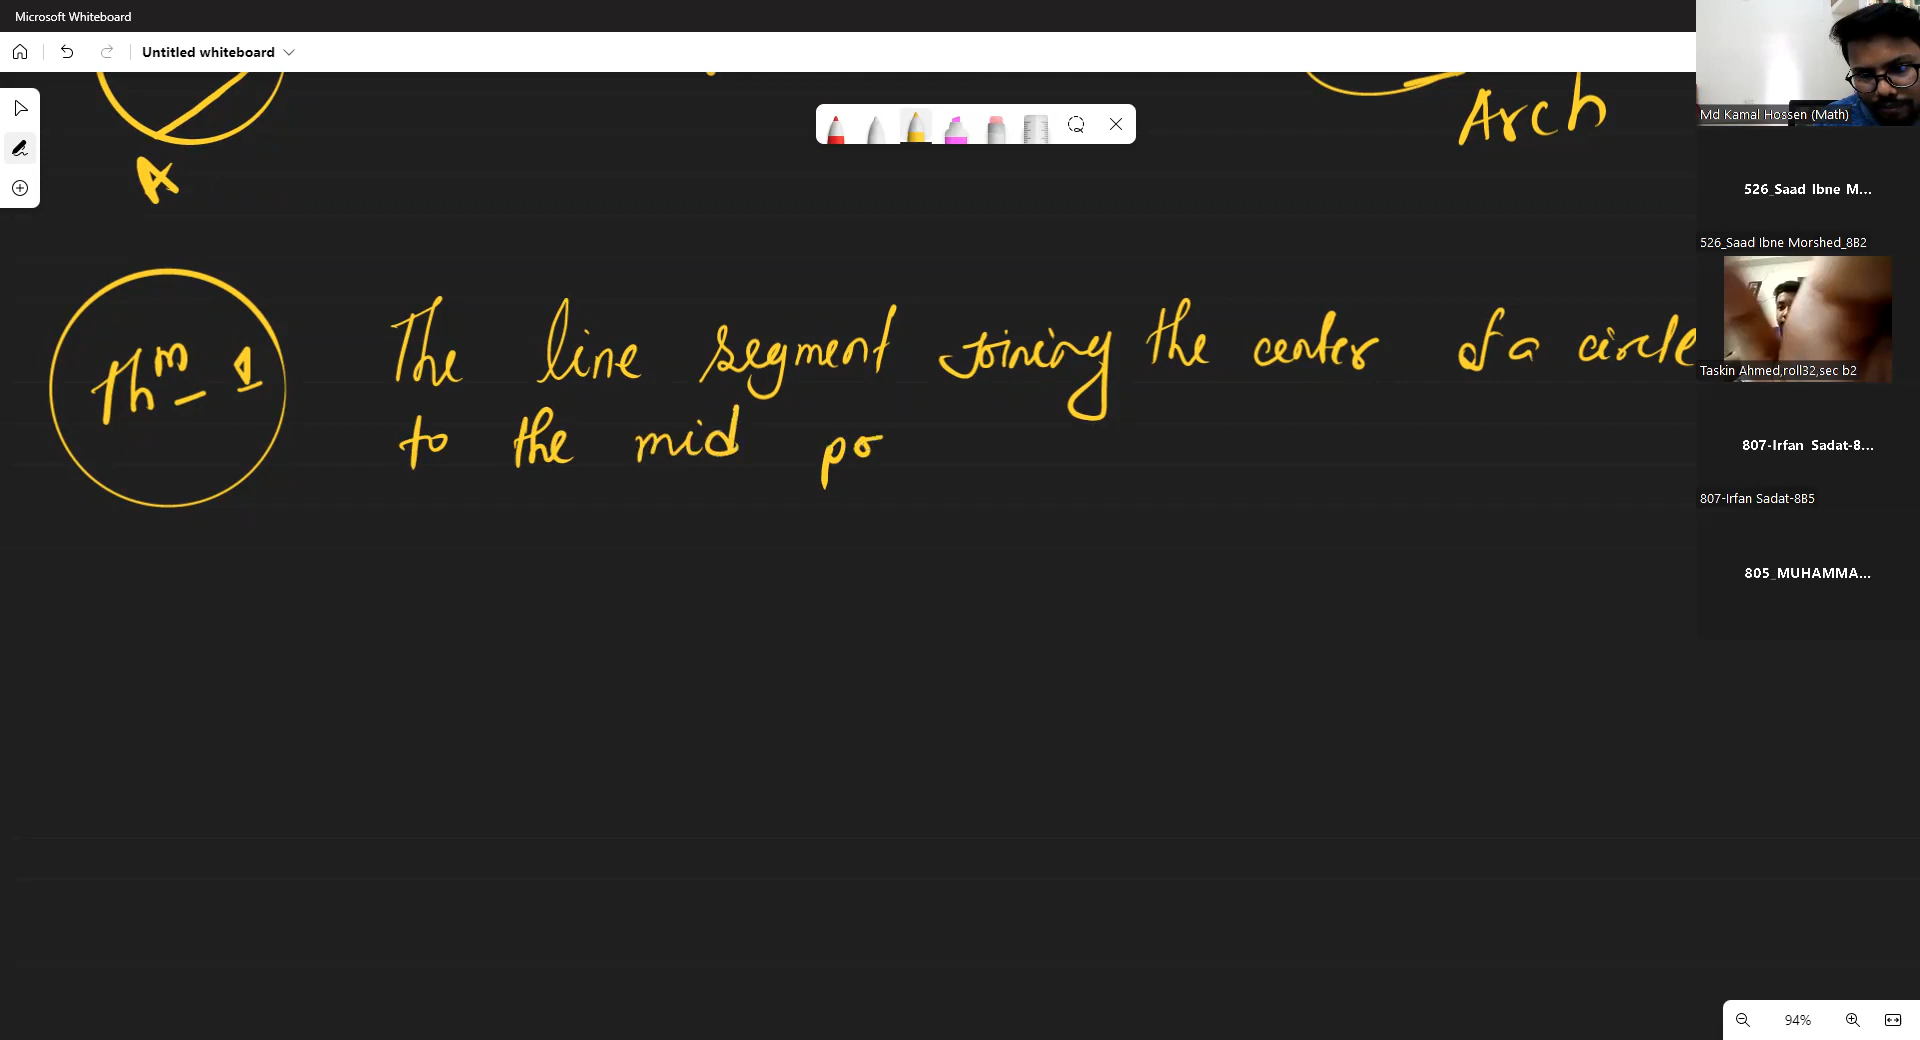 Microsoft Whiteboard
Untitled whiteboard
Arch
A
Md Kamal Hossen (Math)
526_Saad Ibne M...
526_Saad Ibne Morshed_8B2
Thm - 1
The line segment joining the center of a circle
to the mid po
Taskin Ahmed,roll32,sec b2
807-Irfan Sadat-8...
807-Irfan Sadat-8B5
805_MUHAMMA...
94%